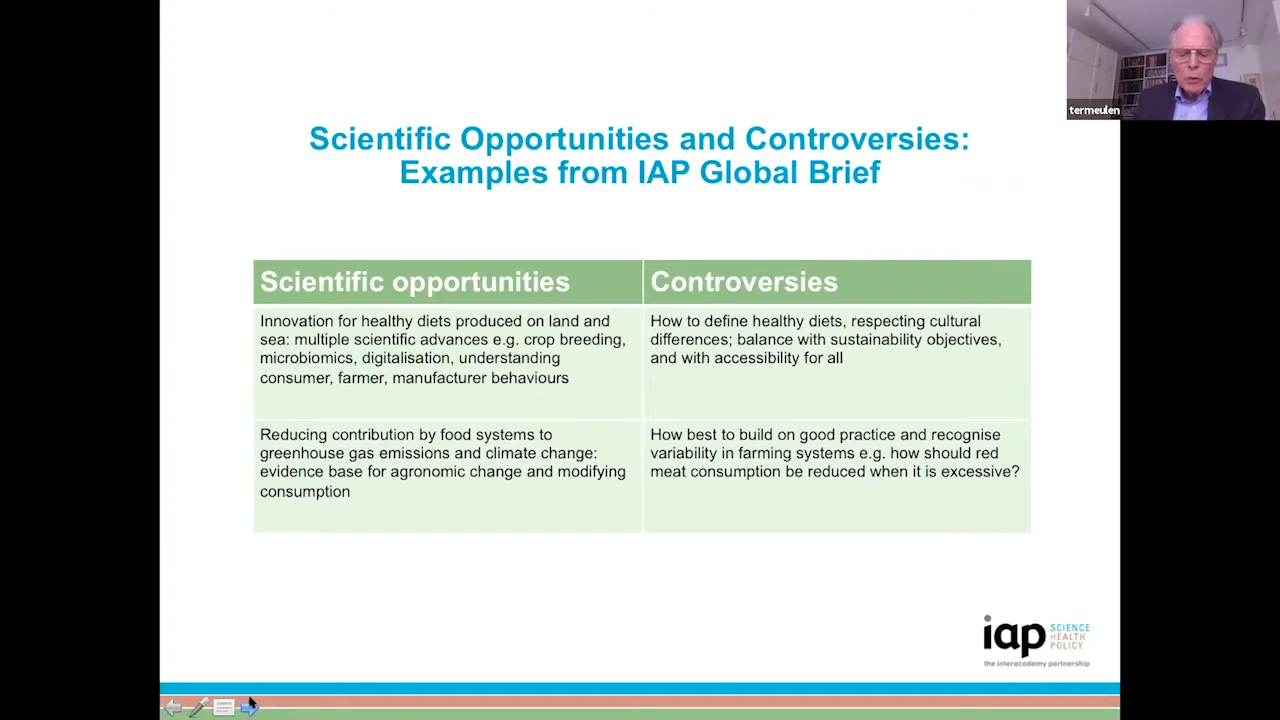 termeulen
Scientific Opportunities and Controversies:
Examples from IAP Global Brief
Scientific opportunities
Controversies
Innovation for healthy diets produced on land and
sea: multiple scientific advances e.g. crop breeding,
microbiomics, digitalisation, understanding
consumer, farmer, manufacturer behaviours
How to define healthy diets, respecting cultural
differences; balance with sustainability objectives,
and with accessibility for all
Reducing contribution by food systems to
greenhouse gas emissions and climate change:
evidence base for agronomic change and modifying
consumption
How best to build on good practice and recognise
variability in farming systems e.g. how should red
meat consumption be reduced when it is excessive?
iap
SCIENCE
HEALTH
POLICY
the interacademy partnership